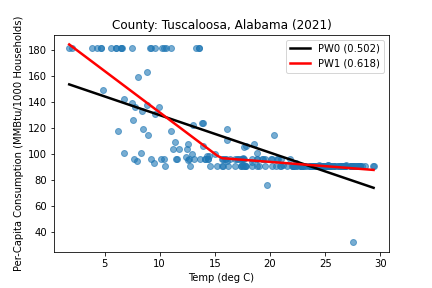 County: Tuscaloosa, Alabama (2021)
PW0 (0.502)
PW1 (0.618)
Per-Capita Consumption (MMBtu/1000 Households)
180
160
140
120
100
80
60
40
5 10 15 20 25 30
Temp (deg C)